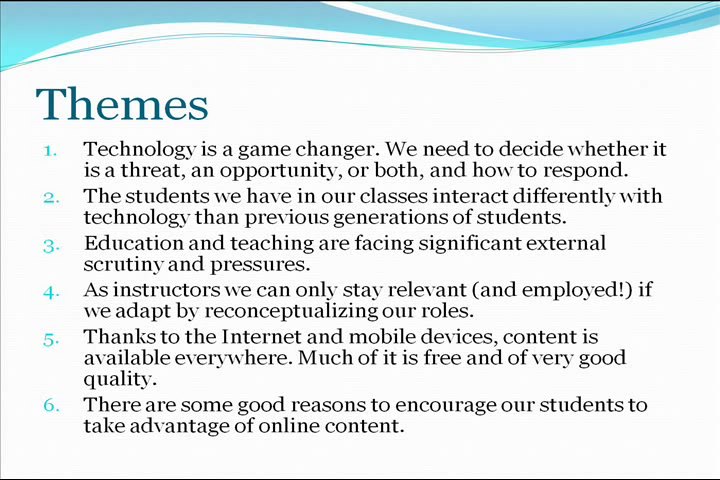 Themes
1. Technology is a game changer. We need to decide whether it
is a threat, an opportunity, or both, and how to respond.
2. The students we have in our classes interact differently with
technology than previous generations of students.
3. Education and teaching are facing significant external
scrutiny and pressures.
4. As instructors we can only stay relevant (and employed!) if
we adapt by reconceptualizing our roles.
5. Thanks to the Internet and mobile devices, content is
available everywhere. Much of it is free and of very good
quality.
6. There are some good reasons to encourage our students to
take advantage of online content.